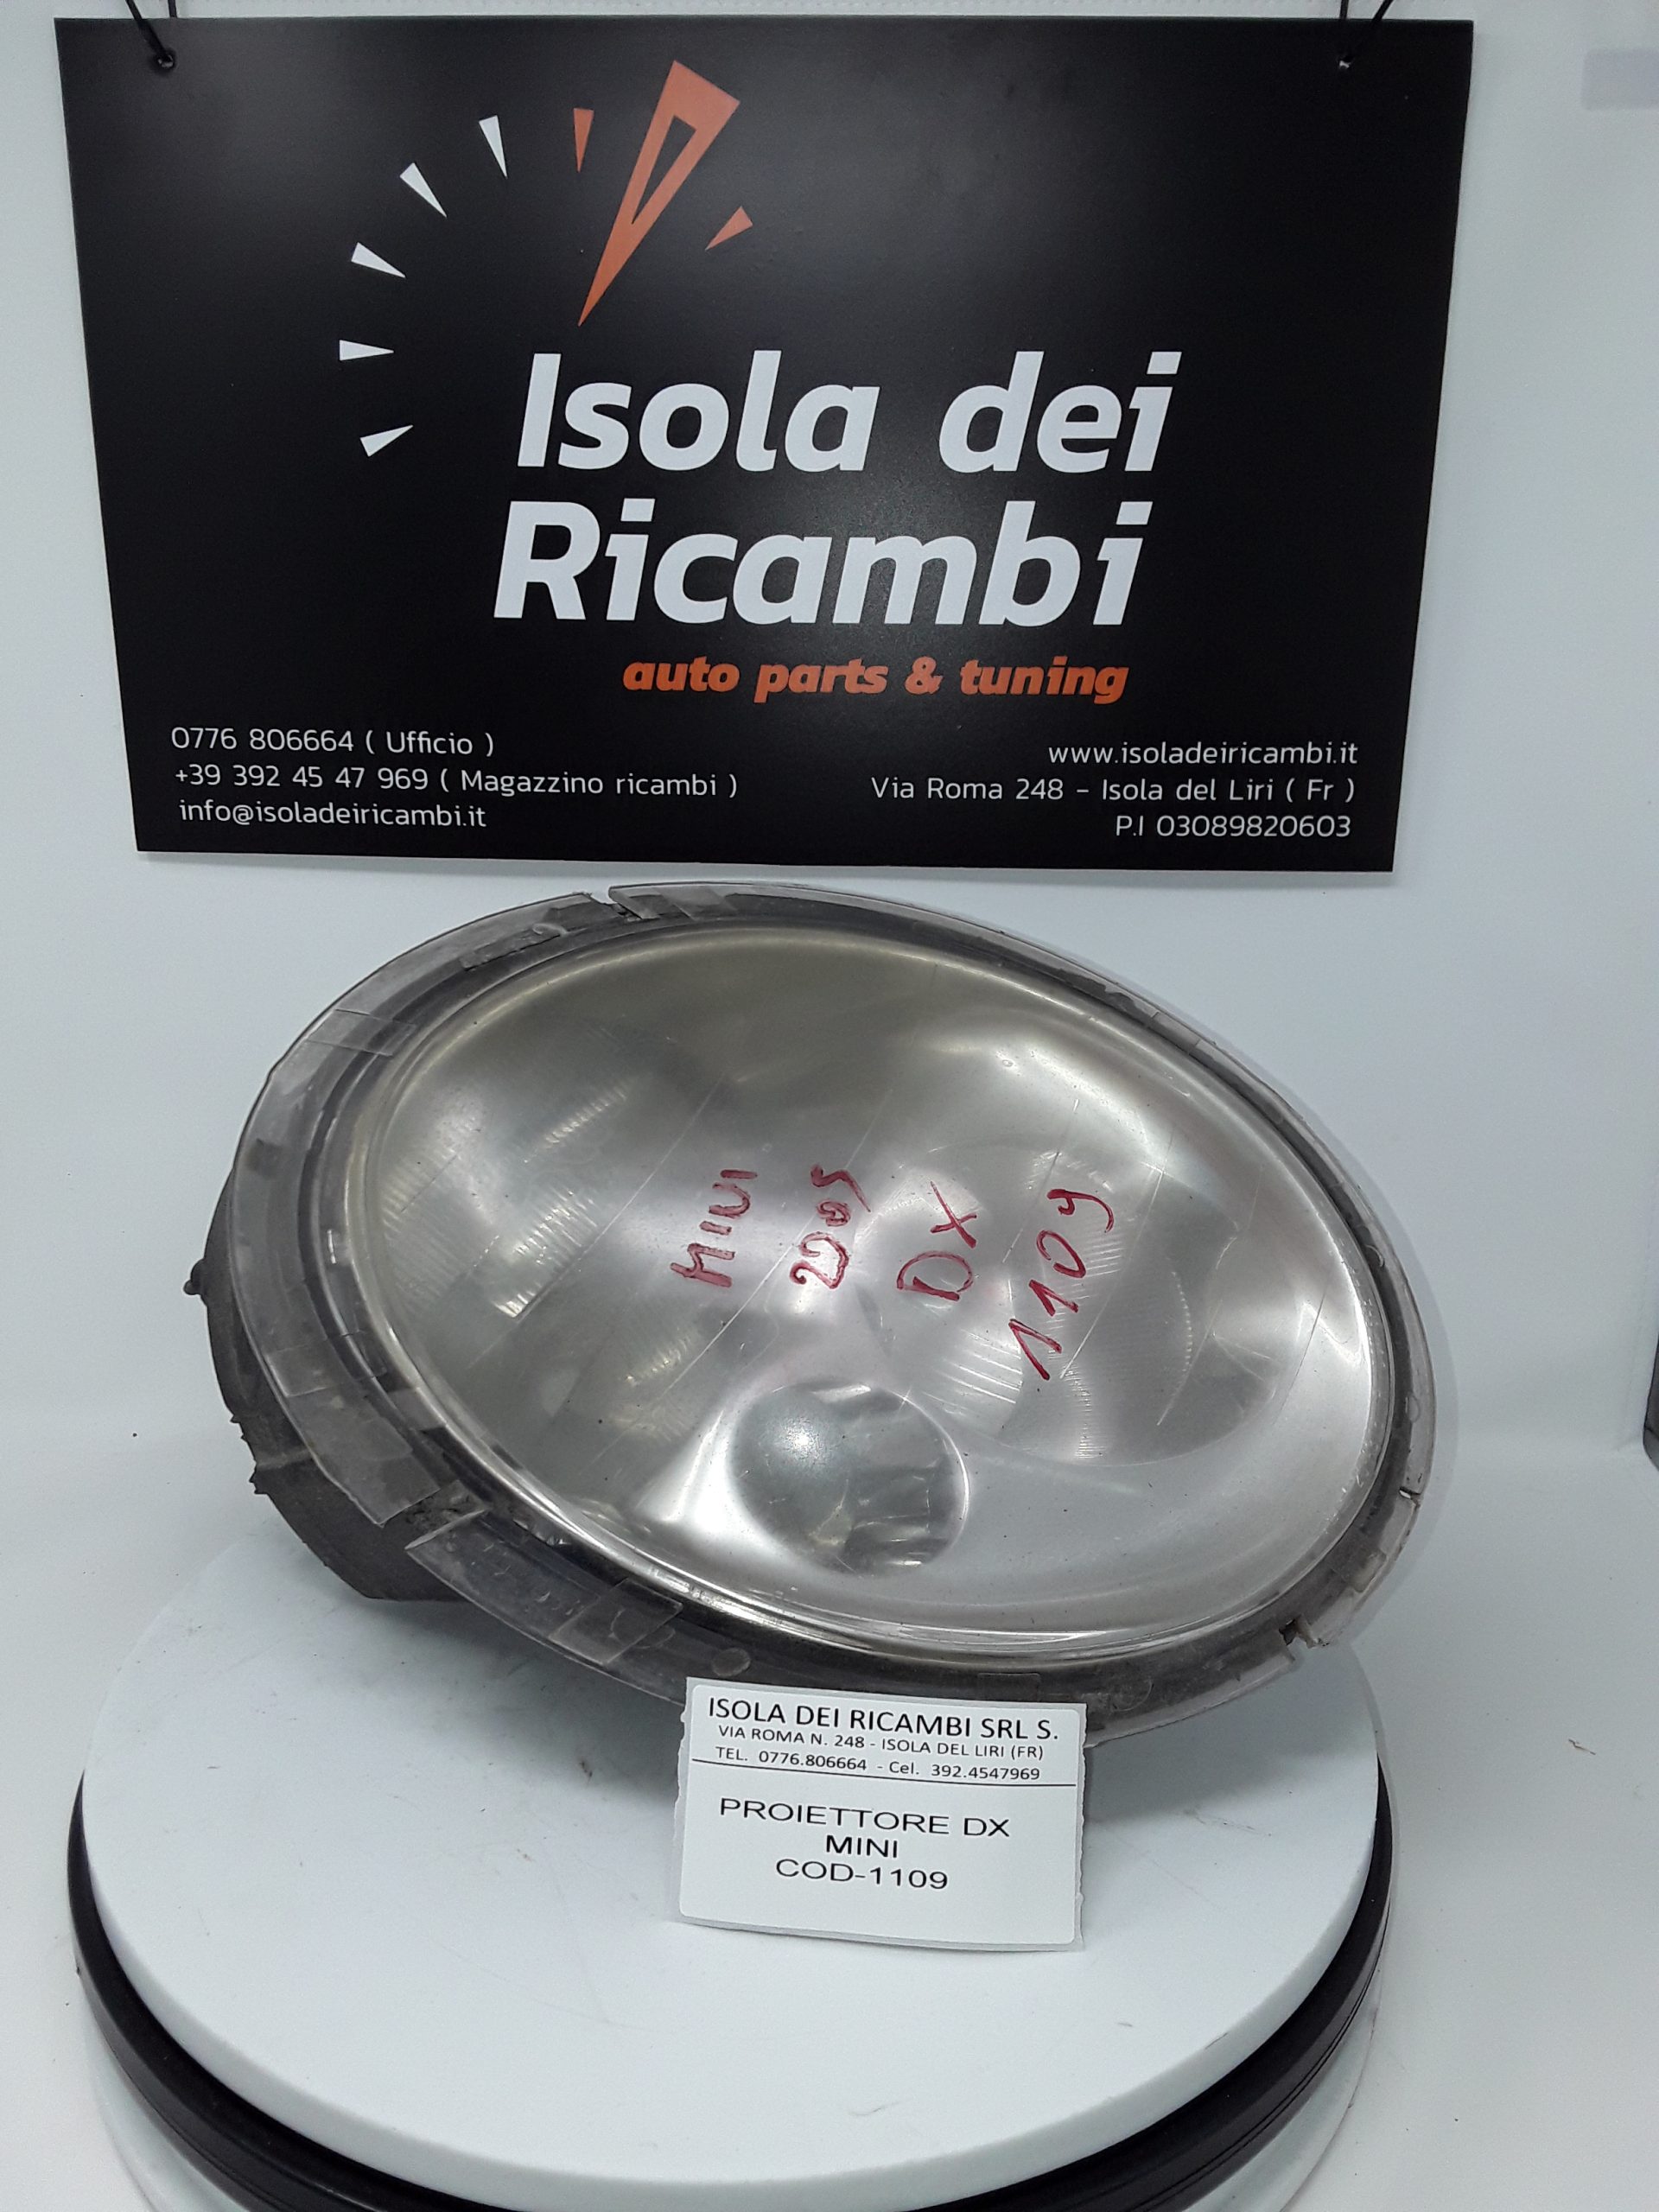 Isola dei
Ricambi
auto parts & tuning
0776 806664 ( Ufficio )
+39 392 45 47 969 ( Magazzino ricambi )
info@isoladeiricambi.it
www.isoladeiricambi.it
Via Roma 248 - Isola del Liri ( Fr )
P.I 03089820603
MINI
2005
DX
1109
ISOLA DEI RICAMBI SRL S.
VIA ROMA N. 248 - ISOLA DEL LIRI (FR)
TEL. 0776.806664 - Cel. 392.4547969
PROIETTORE DX
MINI
COD-1109